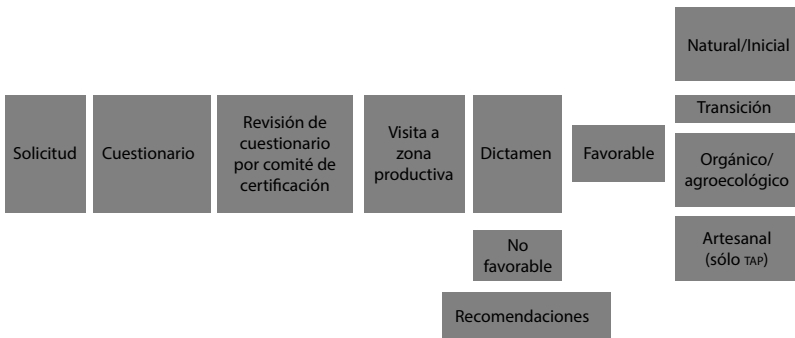 Solicitud
Cuestionario
Revisión de
cuestionario
por comité de
certificación
Visita a
zona
productiva
Dictamen
No
favorable
Recomendaciones
Favorable
Natural/Inicial
Transición
Orgánico/
agroecológico
Artesanal
(sólo TAP)